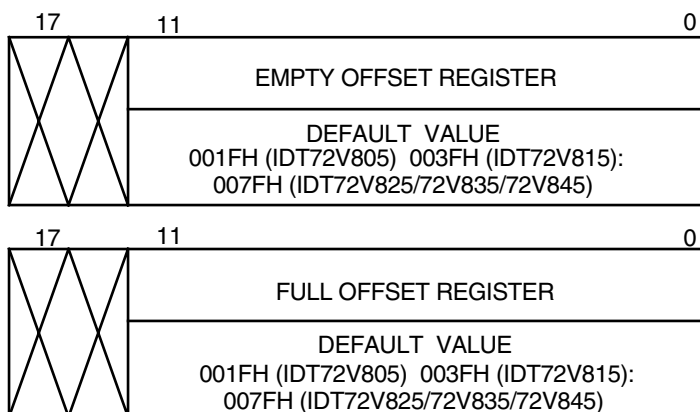 17 11 0
EMPTY OFFSET REGISTER
DEFAULT VALUE
001FH (IDT72V805) 003FH (IDT72V815):
007FH (IDT72V825/72V835/72V845)
17 11 0
FULL OFFSET REGISTER
DEFAULT VALUE
001FH (IDT72V805) 003FH (IDT72V815):
007FH (IDT72V825/72V835/72V845)